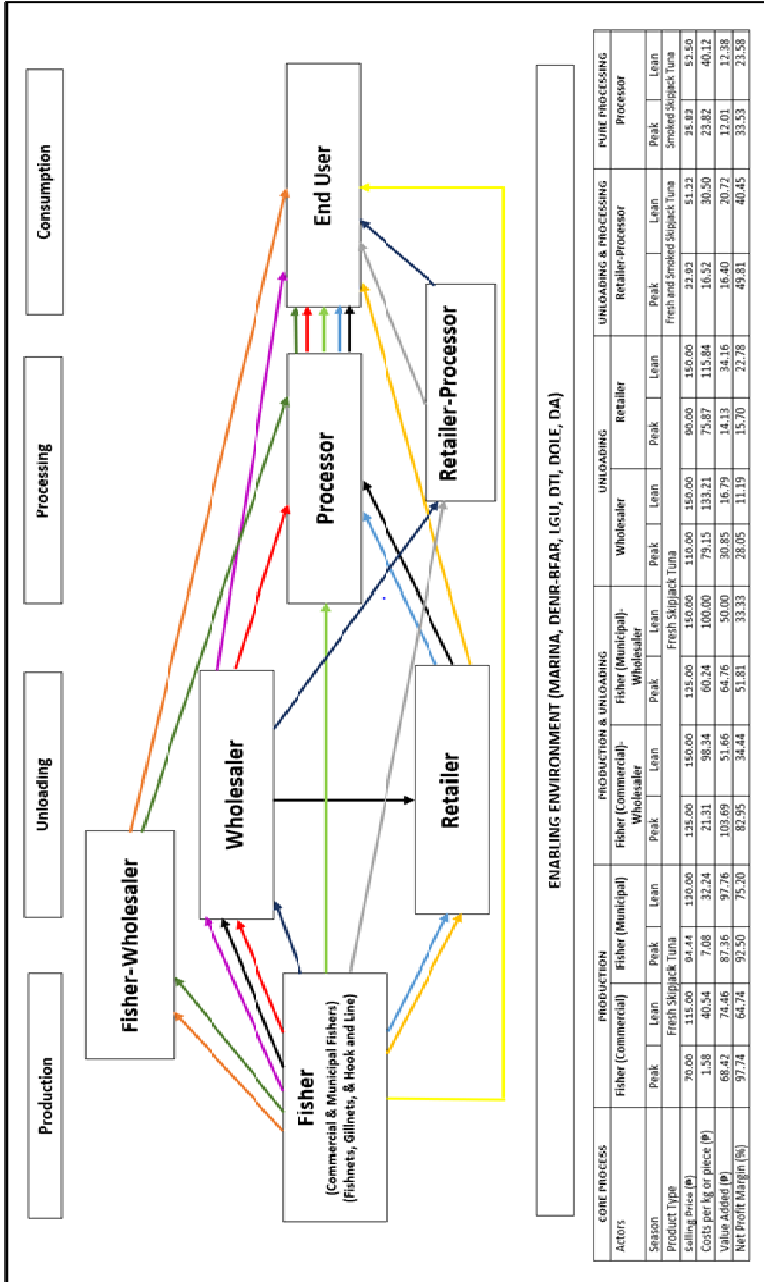 Production
Unloading
Processing
Consumption
Fisher-Wholesaler
Wholesaler
Fisher
(Commercial & Municipal Fishers)
(Fishnets, Gillnets, & Hook and Line)
Processor
End User
Retailer
Retailer-Processor
ENABLING ENVIRONMENT (MARINA, DENR-BFAR, LGU, DTI, DOLE, DA)
CORE PROCESS PRODUCTION PRODUCTION & UNLOADING UNLOADING UNLOADING & PROCESSING PURE PROCESSING
Actors Fisher (Commercial) Fisher (Municipal) Fisher (Commercial)-Wholesaler Fisher (Municipal)-Wholesaler Wholesaler Retailer Retailer-Processor Processor
Season Peak Lean Peak Lean Peak Lean Peak Lean Peak Lean Peak Lean Peak Lean Peak Lean
Product Type Fresh Skipjack Tuna Fresh Skipjack Tuna Fresh and Smoked Skipjack Tuna Smoked Skipjack Tuna
Selling Price (₱) 70.00 115.00 94.44 130.00 125.00 150.00 125.00 150.00 110.00 150.00 90.00 150.00 32.92 51.22 35.83 52.50
Costs per kg or piece (₱) 1.58 40.54 7.08 32.24 21.31 98.34 60.24 100.00 79.15 133.21 75.87 115.84 16.52 30.50 23.82 40.12
Value Added (₱) 68.42 74.46 87.36 97.76 103.69 51.66 64.76 50.00 30.85 16.79 14.13 34.16 16.40 20.72 12.01 12.38
Net Profit Margin (%) 97.74 64.74 92.50 75.20 82.95 34.44 51.81 33.33 28.05 11.19 15.70 22.78 49.81 40.45 33.53 23.58